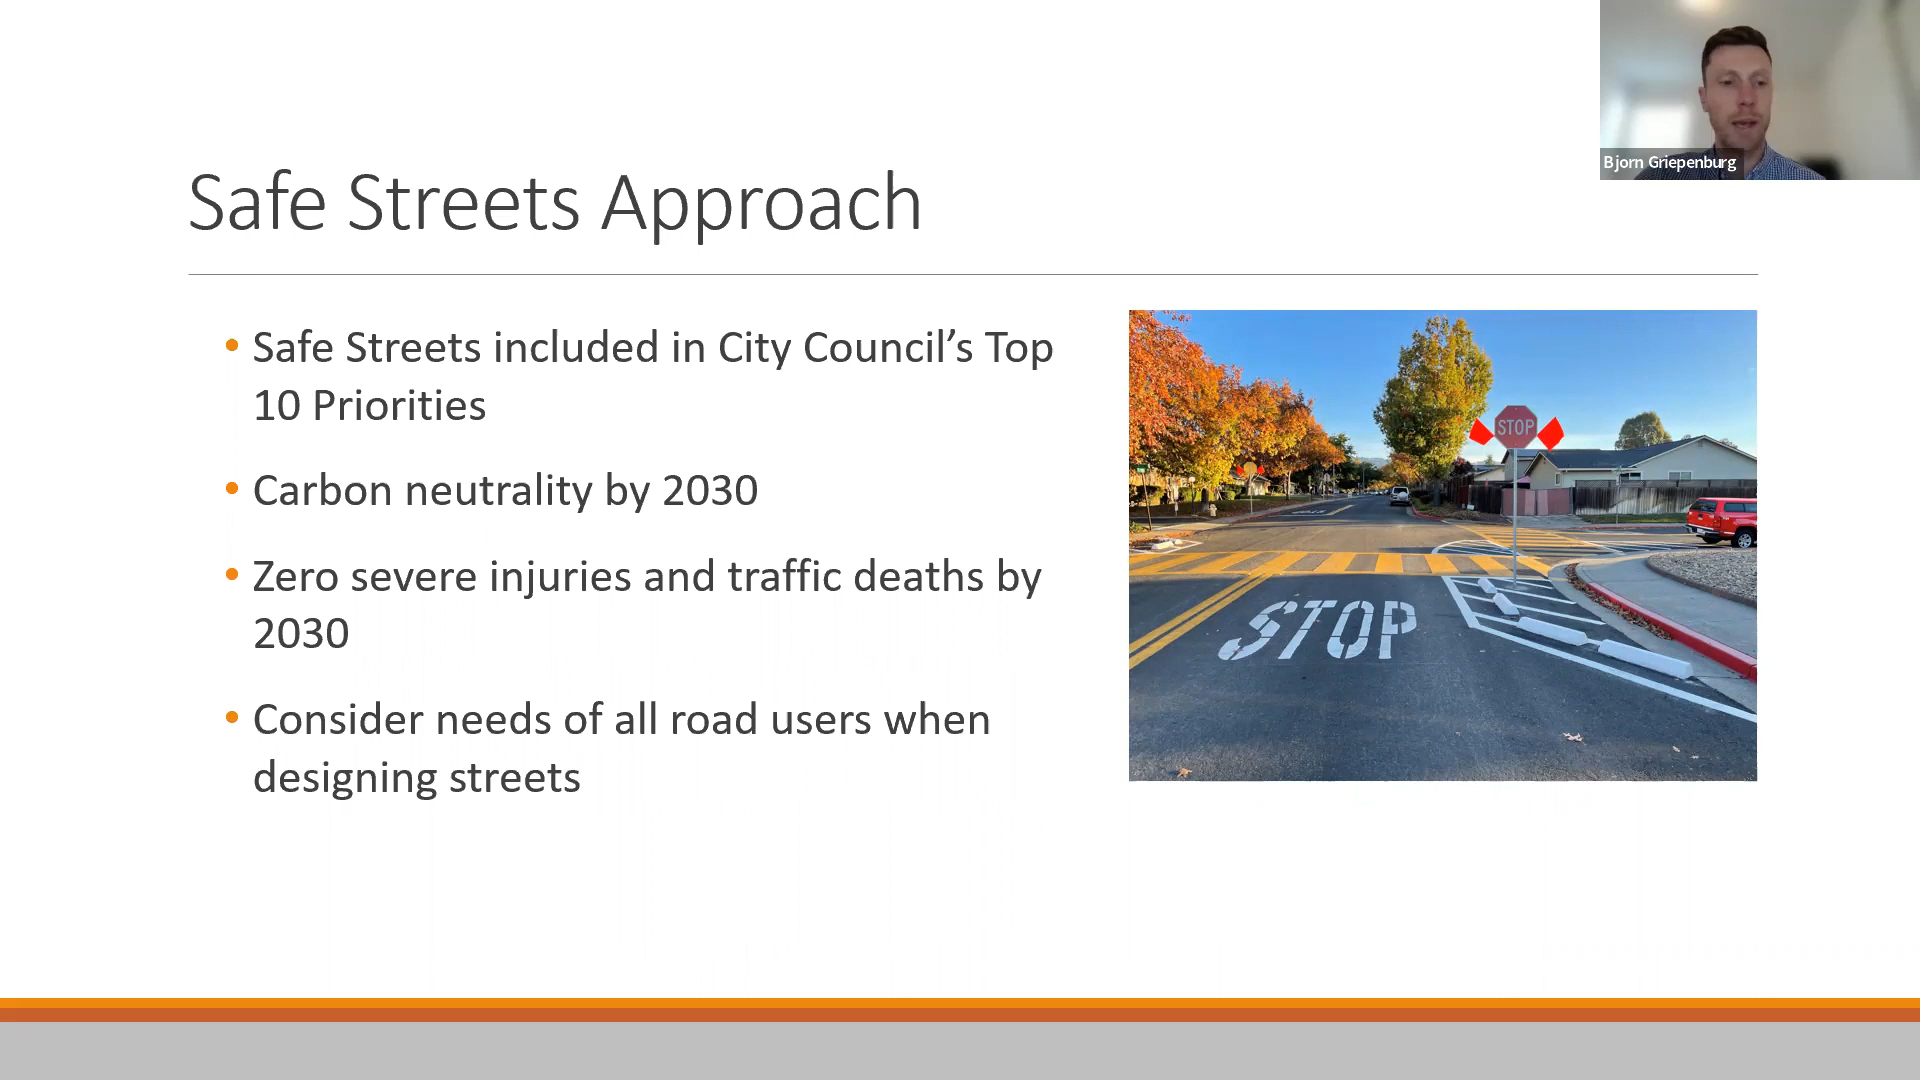 Bjorn Griepenburg
Safe Streets Approach
• Safe Streets included in City Council’s Top
10 Priorities
• Carbon neutrality by 2030
• Zero severe injuries and traffic deaths by
2030
• Consider needs of all road users when
designing streets
STOP
STOP